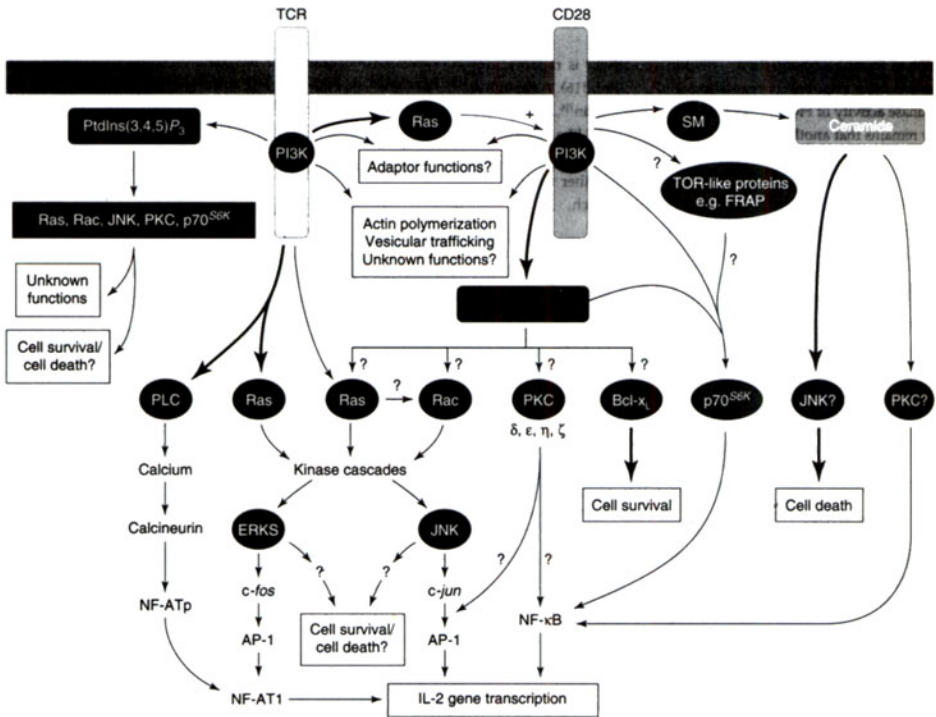 TCR
CD28
PtdIns(3,4,5)P3
PI3K
Ras
+
PI3K
SM
Ceramide
Adaptor functions?
?
TOR-like proteins
e.g. FRAP
Ras, Rac, JNK, PKC, p70S6K
Actin polymerization
Vesicular trafficking
Unknown functions?
?
Unknown
functions
Cell survival/
cell death?
? ? ? ?
PLC
Ras
Ras
?
Rac
PKC
δ, ε, η, ζ
Bcl-xL
p70S6K
JNK?
PKC?
Calcium
Kinase cascades
Cell survival
Cell death
Calcineurin
ERKS
JNK
? ?
? ?
NF-ATp
c-fos
c-jun
Cell survival/
cell death?
NF-κB
AP-1
AP-1
NF-AT1
IL-2 gene transcription